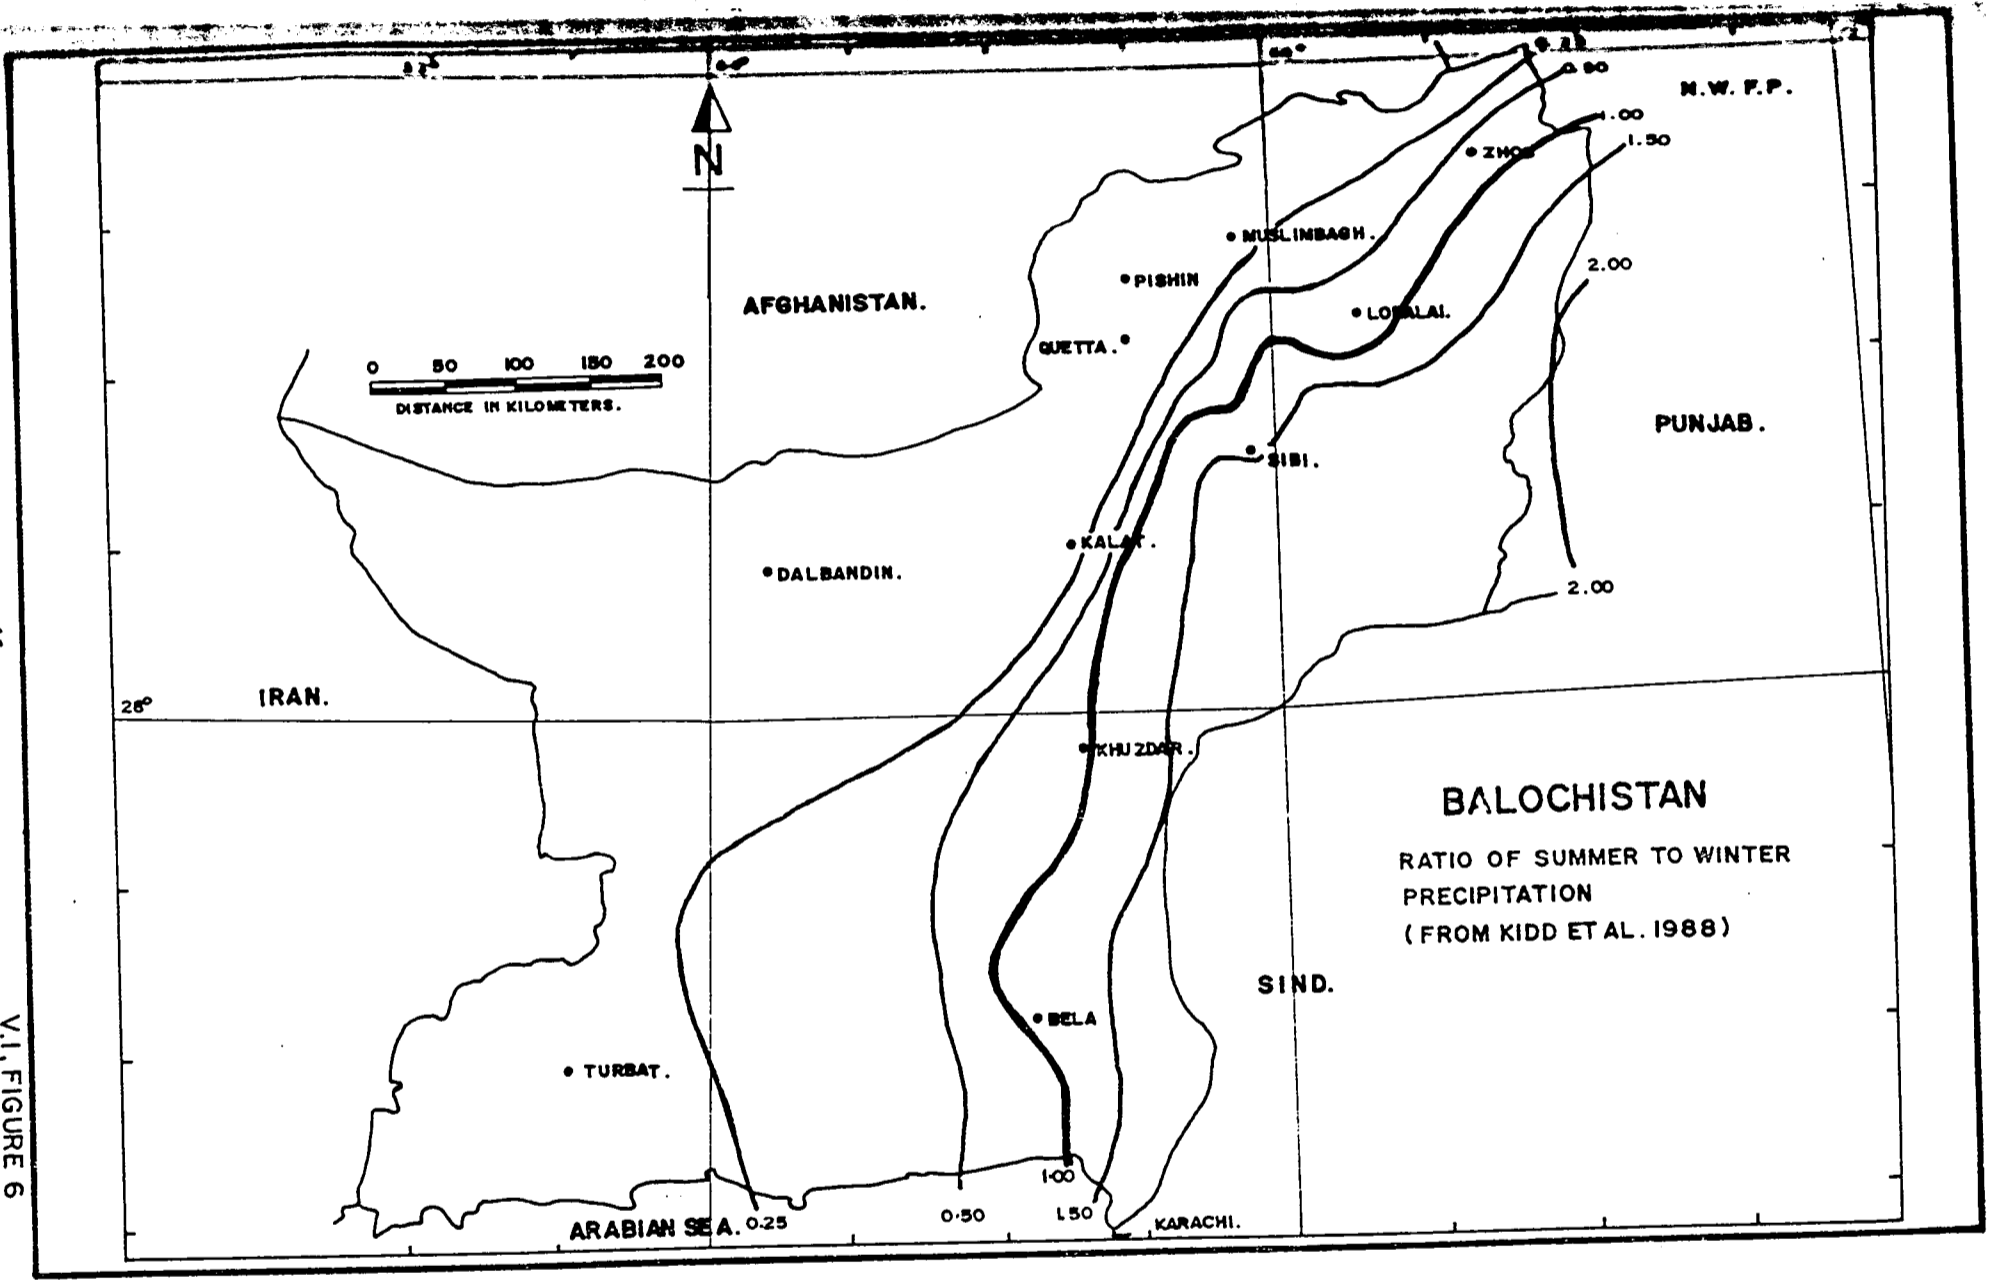 66°
N
N.W.F.P.
0.50
1.00
1.50
ZHOB
MUSLIMBAGH.
PISHIN
2.00
AFGHANISTAN.
LORALAI.
QUETTA.
0 50 100 150 200
DISTANCE IN KILOMETERS.
PUNJAB.
SIBI.
KALAT.
DALBANDIN.
2.00
IRAN.
28°
KHUZDAR.
BALOCHISTAN
RATIO OF SUMMER TO WINTER
PRECIPITATION
(FROM KIDD ET AL. 1988)
SIND.
BELA
TURBAT.
1.00
0.50
1.50
KARACHI.
ARABIAN SEA.
0.25
V.I, FIGURE 6